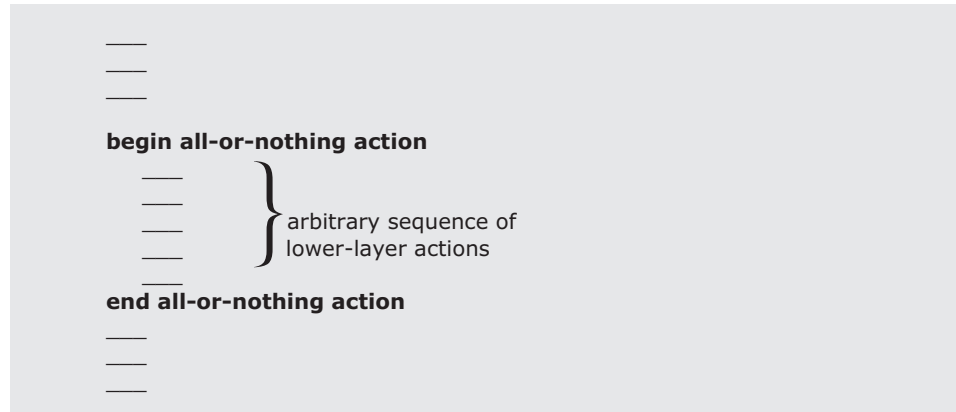 begin all-or-nothing action
arbitrary sequence of
lower-layer actions
end all-or-nothing action